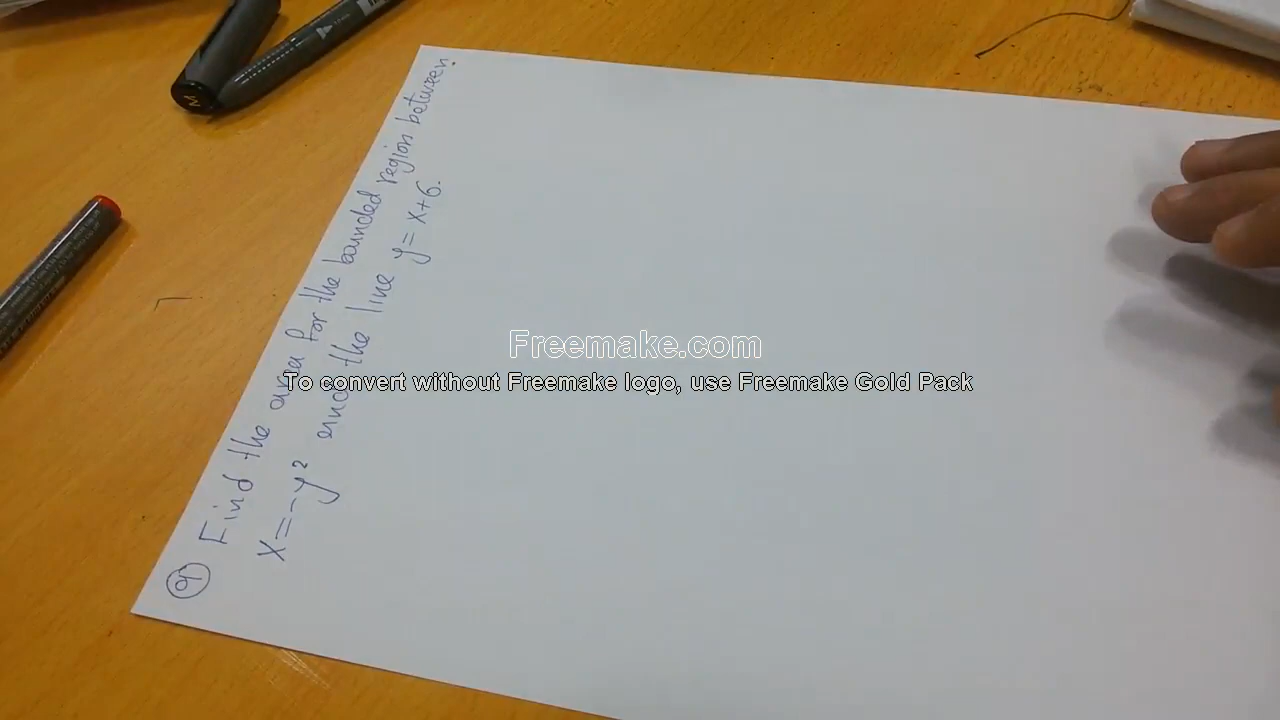 9 Find the area for the bounded region between
x = -y² and the line y = x+6.
Freemake.com
To convert without Freemake logo, use Freemake Gold Pack